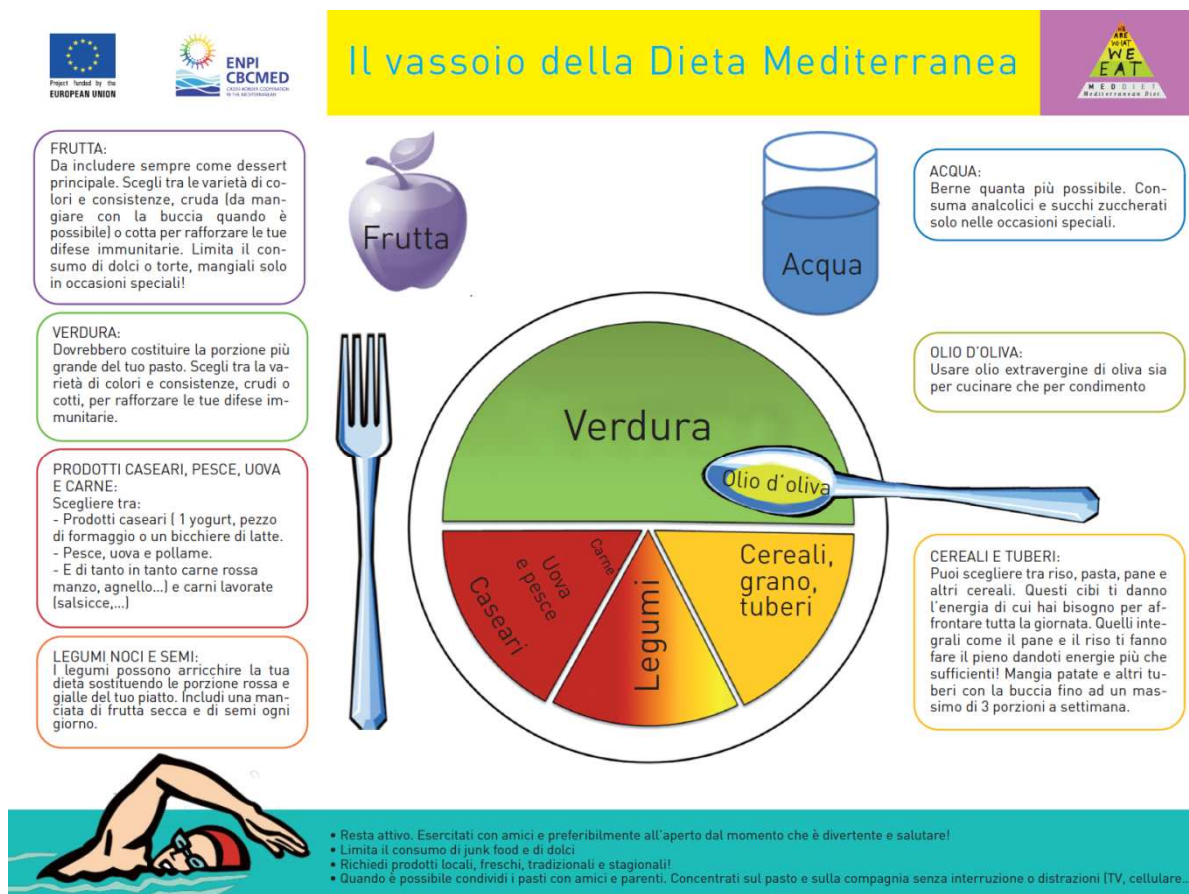 Project funded by the
EUROPEAN UNION
ENPI
CBCMED
CROSS-BORDER COOPERATION
IN THE MEDITERRANEAN
Il vassoio della Dieta Mediterranea
WE
ARE
WHAT
WE
EAT
MEDDIET
Mediterranean Diet
FRUTTA:
Da includere sempre come dessert
principale. Scegli tra le varietà di co-
lori e consistenze, cruda (da man-
giare con la buccia quando è
possibile) o cotta per rafforzare le tue
difese immunitarie. Limita il con-
sumo di dolci o torte, mangiali solo
in occasioni speciali!
VERDURA:
Dovrebbero costituire la porzione più
grande del tuo pasto. Scegli tra la va-
rietà di colori e consistenze, crudi o
cotti, per rafforzare le tue difese im-
munitarie.
PRODOTTI CASEARI, PESCE, UOVA
E CARNE:
Scegliere tra:
- Prodotti caseari ( 1 yogurt, pezzo
di formaggio o un bicchiere di latte.
- Pesce, uova e pollame.
- E di tanto in tanto carne rossa
manzo, agnello...) e carni lavorate
(salsicce,...)
LEGUMI NOCI E SEMI:
I legumi possono arricchire la tua
dieta sostituendo le porzione rossa e
gialle del tuo piatto. Includi una man-
ciata di frutta secca e di semi ogni
giorno.
Frutta
Acqua
Verdura
Olio d'oliva
Caseari
Uova
e pesce
Carne
Legumi
Cereali,
grano,
tuberi
ACQUA:
Berne quanta più possibile. Con-
suma analcolici e succhi zuccherati
solo nelle occasioni speciali.
OLIO D'OLIVA:
Usare olio extravergine di oliva sia
per cucinare che per condimento
CEREALI E TUBERI:
Puoi scegliere tra riso, pasta, pane e
altri cereali. Questi cibi ti danno
l'energia di cui hai bisogno per af-
frontare tutta la giornata. Quelli inte-
grali come il pane e il riso ti fanno
fare il pieno dandoti energie più che
sufficienti! Mangia patate e altri tu-
beri con la buccia fino ad un mas-
simo di 3 porzioni a settimana.
• Resta attivo. Esercitati con amici e preferibilmente all'aperto dal momento che è divertente e salutare!
• Limita il consumo di junk food e di dolci
• Richiedi prodotti locali, freschi, tradizionali e stagionali!
• Quando è possibile condividi i pasti con amici e parenti. Concentrati sul pasto e sulla compagnia senza interruzione o distrazioni (TV, cellulare...